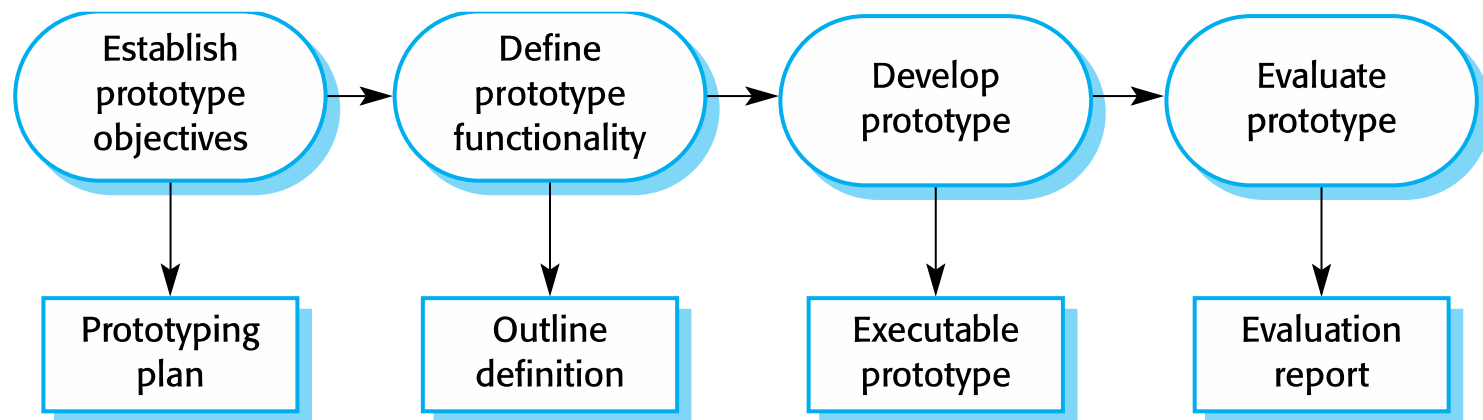 Establish
prototype
objectives
Define
prototype
functionality
Develop
prototype
Evaluate
prototype
Prototyping
plan
Outline
definition
Executable
prototype
Evaluation
report